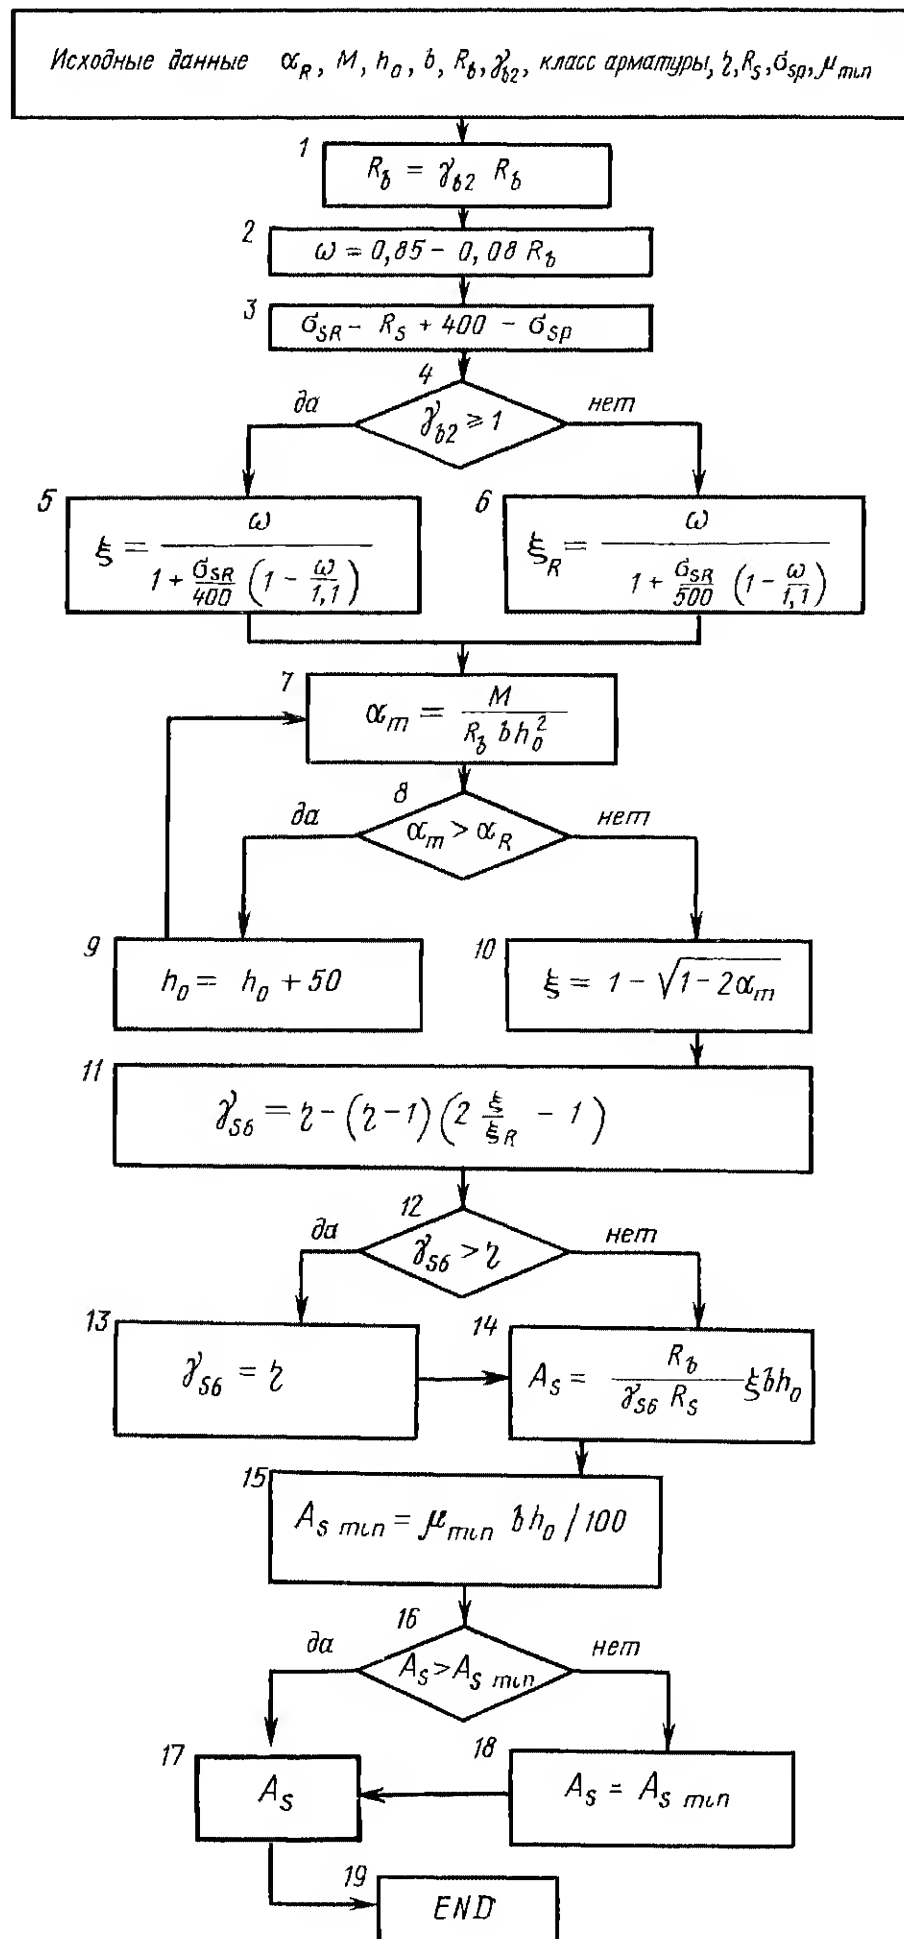 Исходные данные α_R, M, h_0, b, R_b, γ_b2, класс арматуры, η, R_s, σ_sp, μ_min
1
R_b = γ_b2 R_b
2
ω = 0,85 - 0,08 R_b
3
σ_SR - R_s + 400 - σ_sp
4
да γ_b2 ≥ 1 нет
5
ξ = ω / (1 + σ_SR/400 (1 - ω/1,1))
6
ξ_R = ω / (1 + σ_SR/500 (1 - ω/1,1))
7
α_m = M / (R_b b h_0^2)
8
да α_m > α_R нет
9
h_0 = h_0 + 50
10
ξ = 1 - √(1 - 2α_m)
11
γ_s6 = η - (η - 1)(2 ξ/ξ_R - 1)
12
да γ_s6 > η нет
13
γ_s6 = η
14
A_s = R_b / (γ_s6 R_s) ξ b h_0
15
A_s min = μ_min b h_0 / 100
16
да A_s > A_s min нет
17
A_s
18
A_s = A_s min
19
END